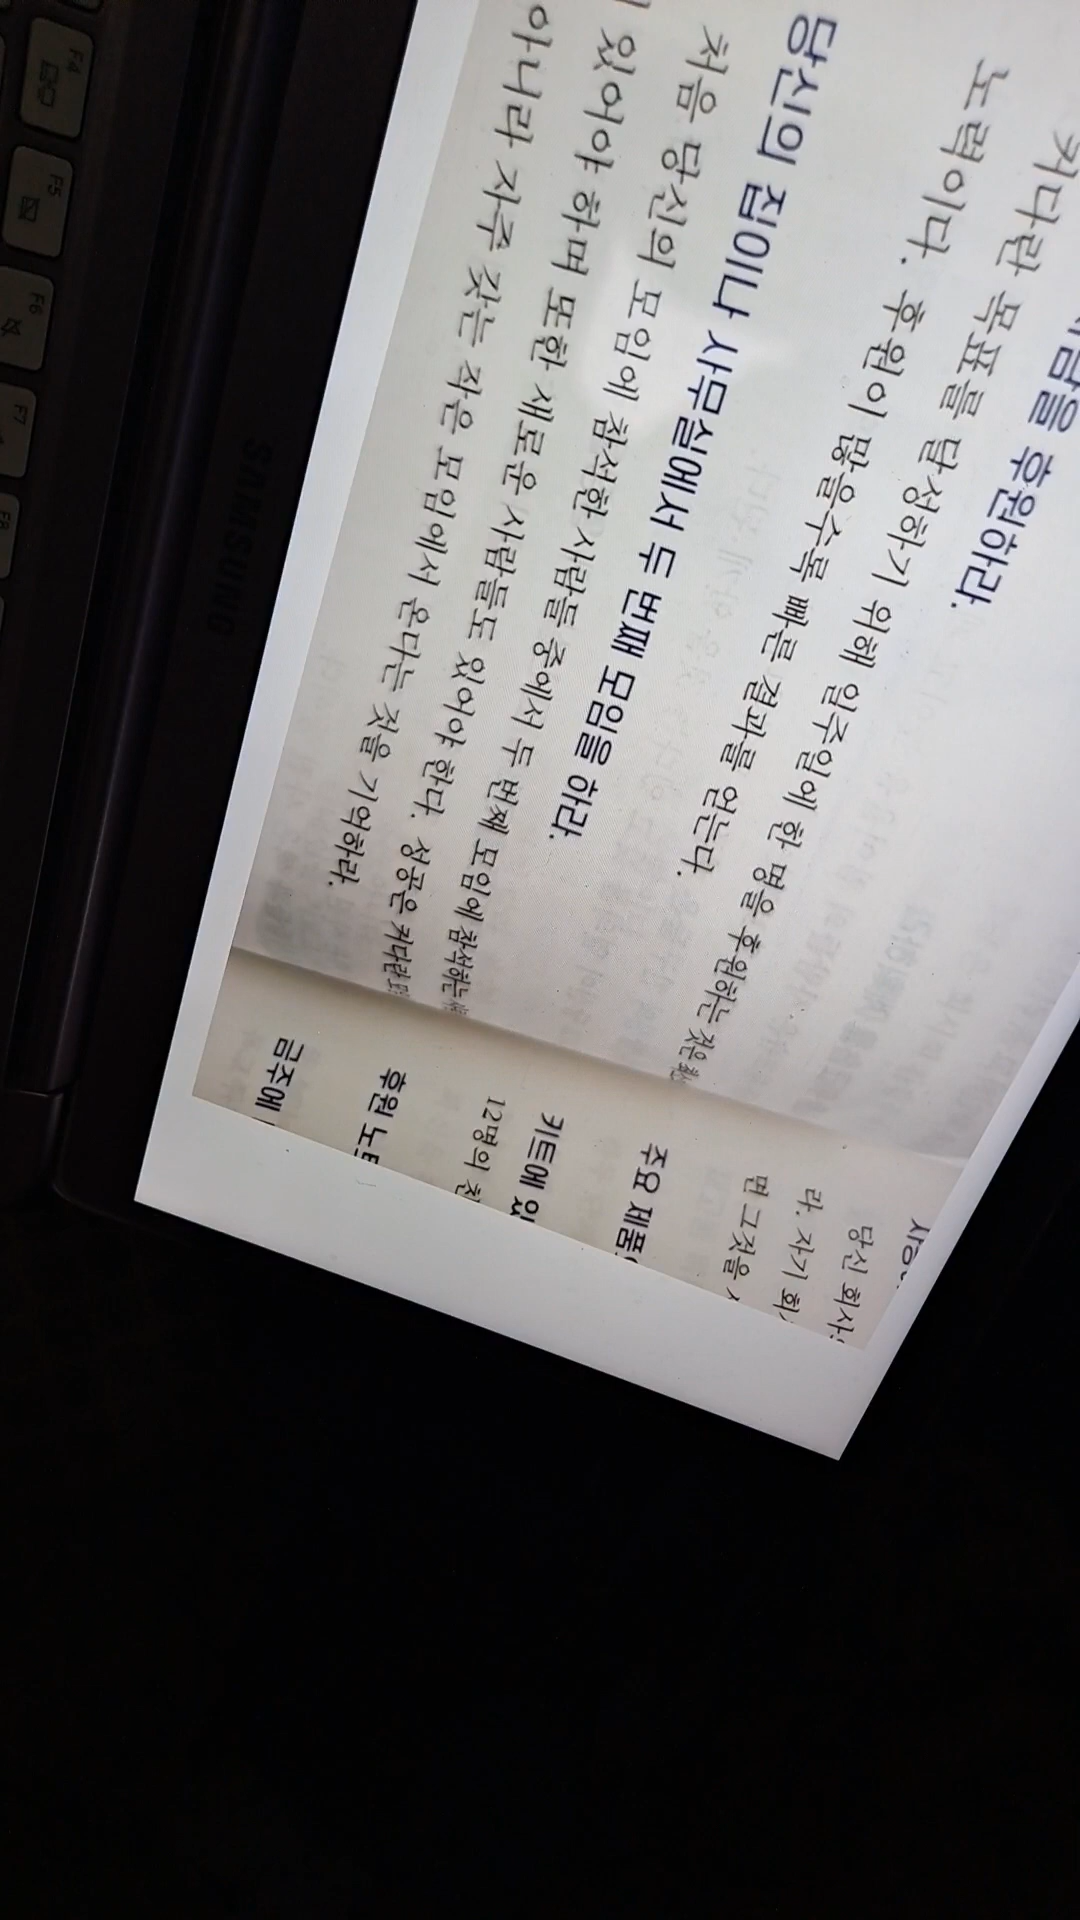 사람을 후원하라.
커다란 목표를 달성하기 위해 일주일에 한 명을 후원하는 것은
노력이다. 후원이 많을수록 빠른 결과를 얻는다.
당신의 집이나 사무실에서 두 번째 모임을 하라.
처음 당신의 모임에 참석한 사람들 중에서 두 번째 모임에 참석하는
있어야 하며 또한 새로운 사람들도 있어야 한다. 성공은 커다란
아니라 자주 갖는 작은 모임에서 온다는 것을 기억하라.
당신 회사
라. 자기 회
면 그것을
주요 제품
키트에
12명의 친
후원 노트
금주에
SAMSUNG
F4
F5
F6
F7
F8